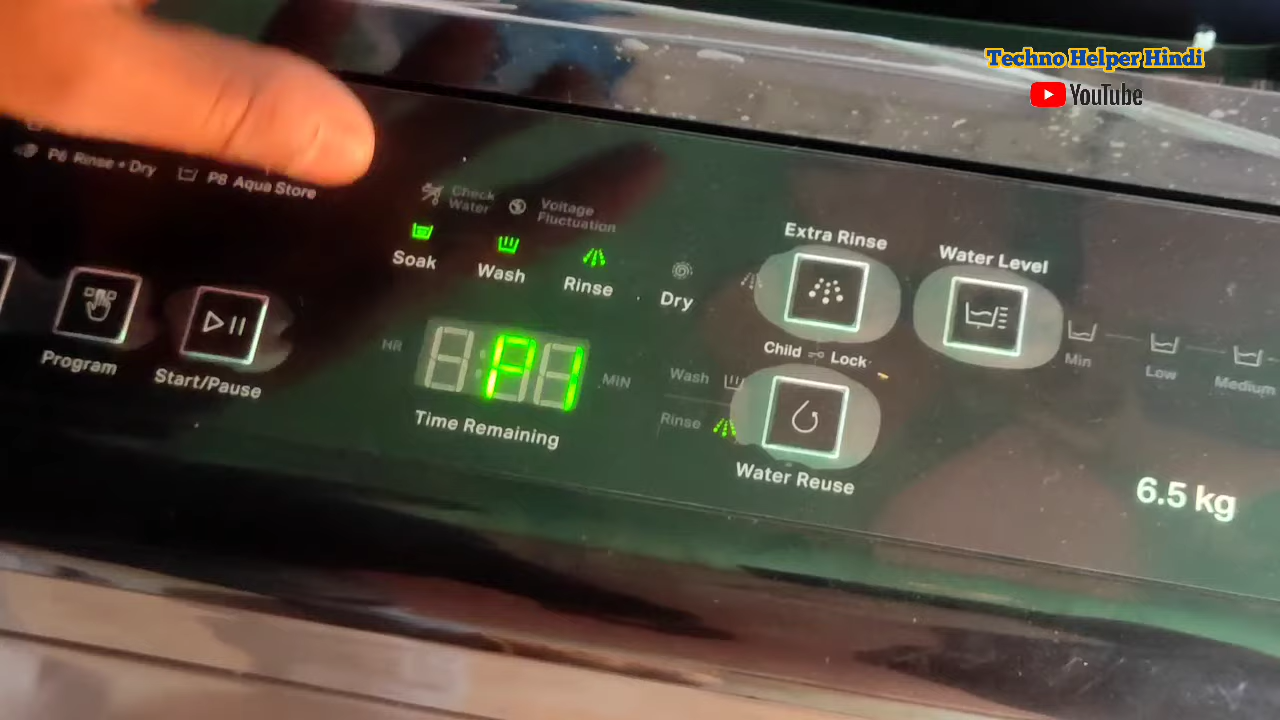 Techno Helper Hindi
YouTube
P6 Rinse + Dry
P8 Aqua Store
Check
Water
Voltage
Fluctuation
Soak
Wash
Rinse
Dry
Extra Rinse
Water Level
Program
Start/Pause
HR
P1
MIN
Time Remaining
Child Lock
Wash
Rinse
Water Reuse
Min
Low
Medium
6.5 kg